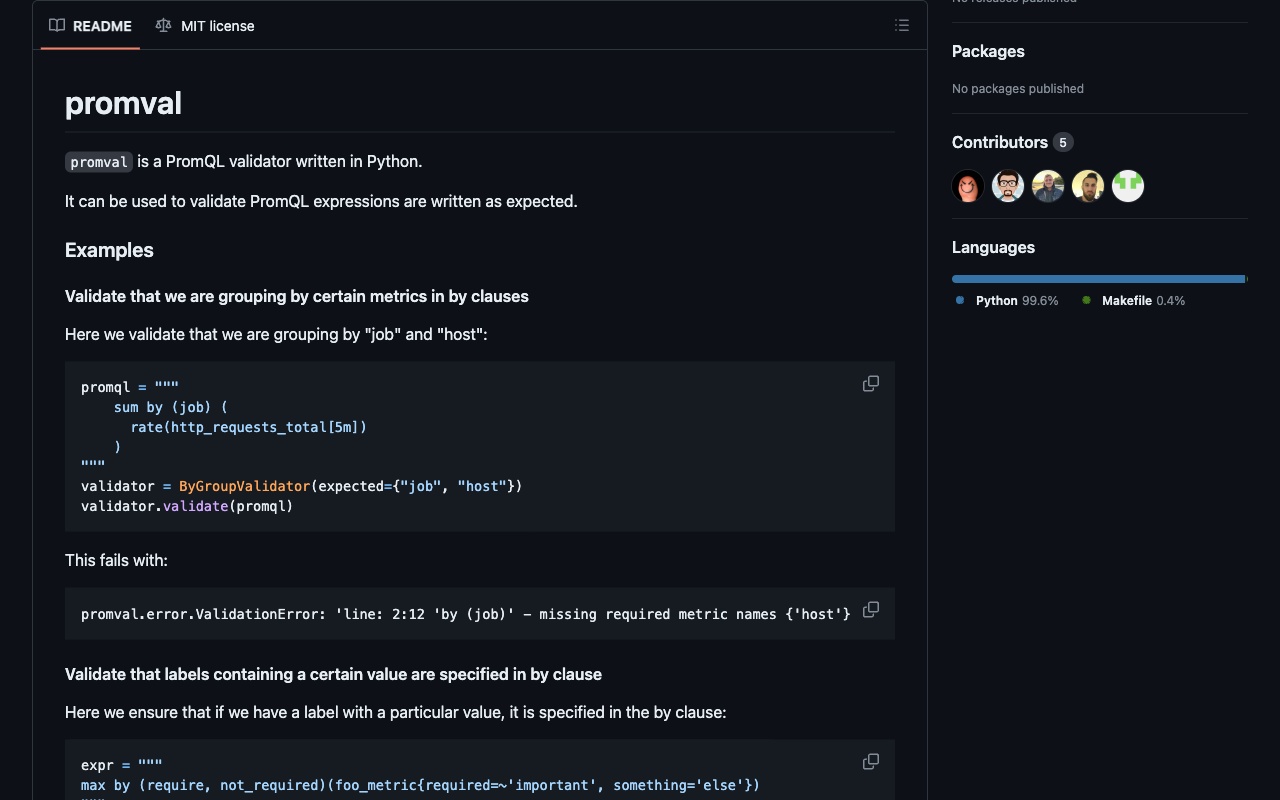 README
MIT license
promval
promval is a PromQL validator written in Python.
It can be used to validate PromQL expressions are written as expected.
Examples
Validate that we are grouping by certain metrics in by clauses
Here we validate that we are grouping by "job" and "host":
promql = """
    sum by (job) (
      rate(http_requests_total[5m])
    )
"""
validator = ByGroupValidator(expected={"job", "host"})
validator.validate(promql)
This fails with:
promval.error.ValidationError: 'line: 2:12 'by (job)' - missing required metric names {'host'}
Validate that labels containing a certain value are specified in by clause
Here we ensure that if we have a label with a particular value, it is specified in the by clause:
expr = """
max by (require, not_required)(foo_metric{required=~'important', something='else'})
No releases published
Packages
No packages published
Contributors 5
Languages
Python 99.6% Makefile 0.4%